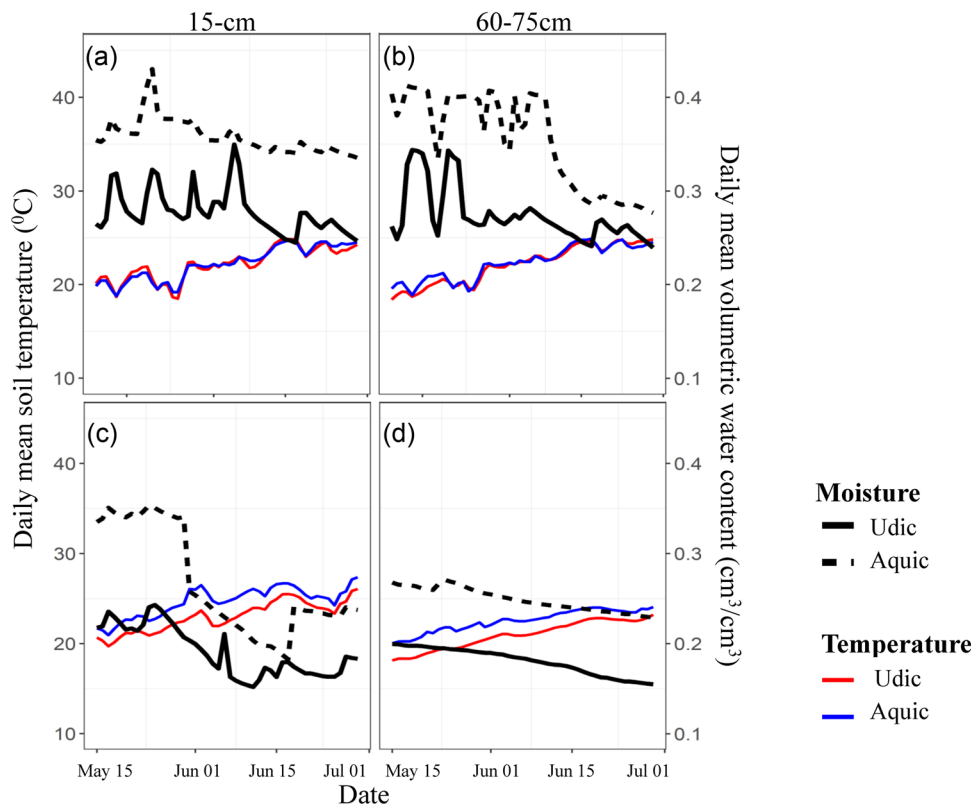 15-cm
60-75cm
(a)
(b)
40
30
20
10
0.4
0.3
0.2
0.1
(c)
(d)
40
30
20
10
0.4
0.3
0.2
0.1
Daily mean soil temperature (⁰C)
Daily mean volumetric water content (cm³/cm³)
May 15
Jun 01
Jun 15
Jul 01
May 15
Jun 01
Jun 15
Jul 01
Date
Moisture
Udic
Aquic
Temperature
Udic
Aquic